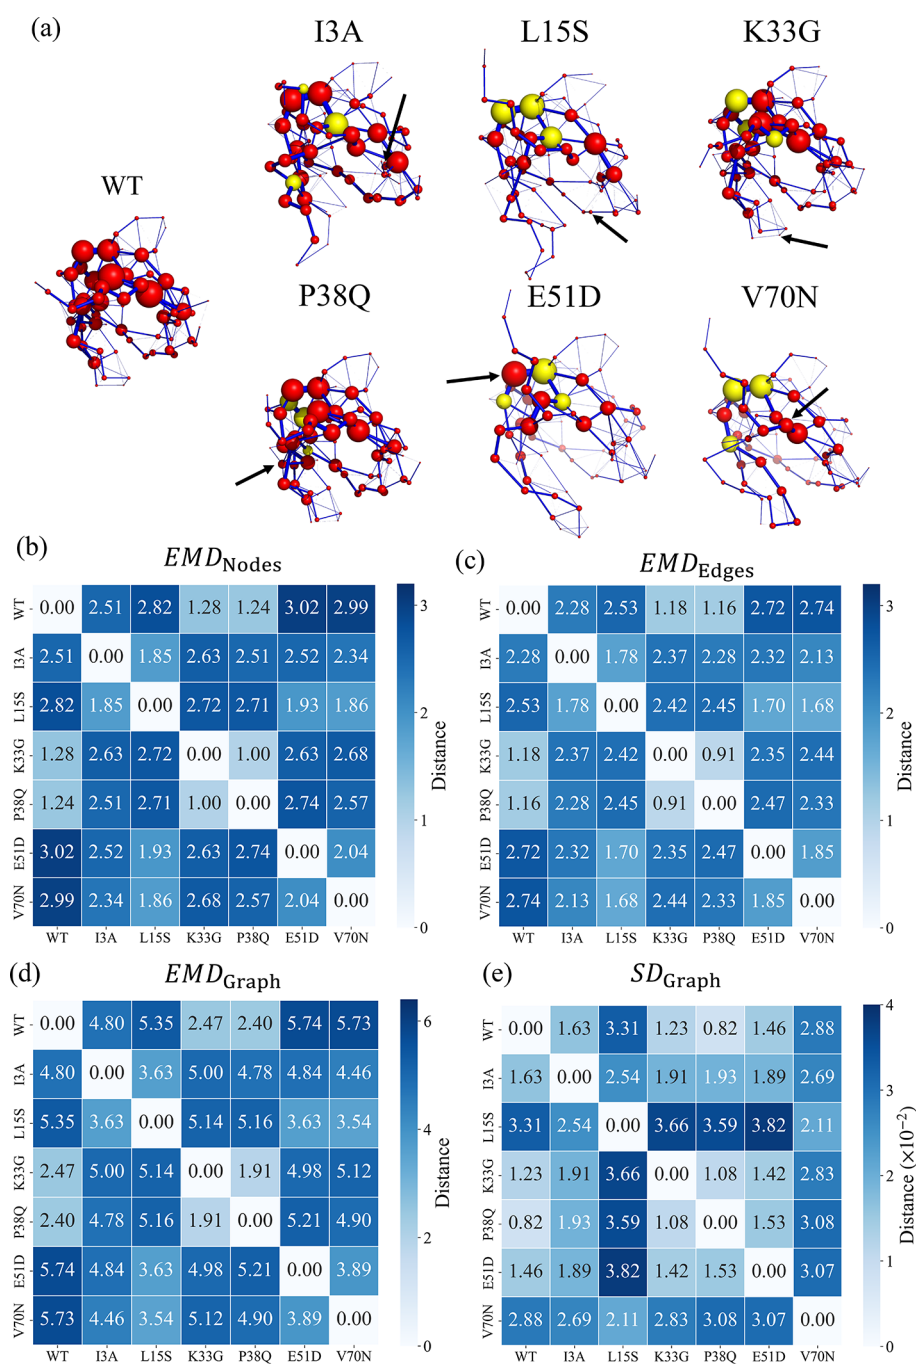 (a)
I3A L15S K33G
WT
P38Q E51D V70N
(b) EMD_Nodes
WT 0.00 2.51 2.82 1.28 1.24 3.02 2.99
I3A 2.51 0.00 1.85 2.63 2.51 2.52 2.34
L15S 2.82 1.85 0.00 2.72 2.71 1.93 1.86
K33G 1.28 2.63 2.72 0.00 1.00 2.63 2.68
P38Q 1.24 2.51 2.71 1.00 0.00 2.74 2.57
E51D 3.02 2.52 1.93 2.63 2.74 0.00 2.04
V70N 2.99 2.34 1.86 2.68 2.57 2.04 0.00
WT I3A L15S K33G P38Q E51D V70N
3
2
1
0
Distance
(c) EMD_Edges
WT 0.00 2.28 2.53 1.18 1.16 2.72 2.74
I3A 2.28 0.00 1.78 2.37 2.28 2.32 2.13
L15S 2.53 1.78 0.00 2.42 2.45 1.70 1.68
K33G 1.18 2.37 2.42 0.00 0.91 2.35 2.44
P38Q 1.16 2.28 2.45 0.91 0.00 2.47 2.33
E51D 2.72 2.32 1.70 2.35 2.47 0.00 1.85
V70N 2.74 2.13 1.68 2.44 2.33 1.85 0.00
WT I3A L15S K33G P38Q E51D V70N
3
2
1
0
Distance
(d) EMD_Graph
WT 0.00 4.80 5.35 2.47 2.40 5.74 5.73
I3A 4.80 0.00 3.63 5.00 4.78 4.84 4.46
L15S 5.35 3.63 0.00 5.14 5.16 3.63 3.54
K33G 2.47 5.00 5.14 0.00 1.91 4.98 5.12
P38Q 2.40 4.78 5.16 1.91 0.00 5.21 4.90
E51D 5.74 4.84 3.63 4.98 5.21 0.00 3.89
V70N 5.73 4.46 3.54 5.12 4.90 3.89 0.00
WT I3A L15S K33G P38Q E51D V70N
6
4
2
0
Distance
(e) SD_Graph
WT 0.00 1.63 3.31 1.23 0.82 1.46 2.88
I3A 1.63 0.00 2.54 1.91 1.93 1.89 2.69
L15S 3.31 2.54 0.00 3.66 3.59 3.82 2.11
K33G 1.23 1.91 3.66 0.00 1.08 1.42 2.83
P38Q 0.82 1.93 3.59 1.08 0.00 1.53 3.08
E51D 1.46 1.89 3.82 1.42 1.53 0.00 3.07
V70N 2.88 2.69 2.11 2.83 3.08 3.07 0.00
WT I3A L15S K33G P38Q E51D V70N
4
3
2
1
0
Distance (×10⁻²)